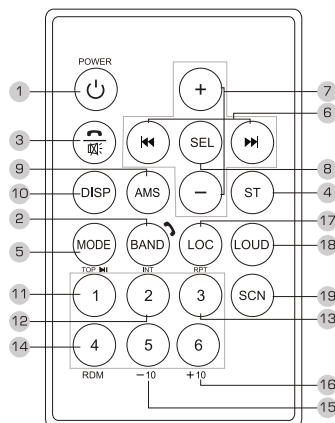 POWER
1
+
7
6
3
SEL
8
9
10
DISP
AMS
−
ST
4
2
17
5
MODE
BAND
LOC
LOUD
18
TOP
INT
RPT
11
1
2
3
SCN
19
12
13
14
4
5
6
RDM
−10
+10
16
15